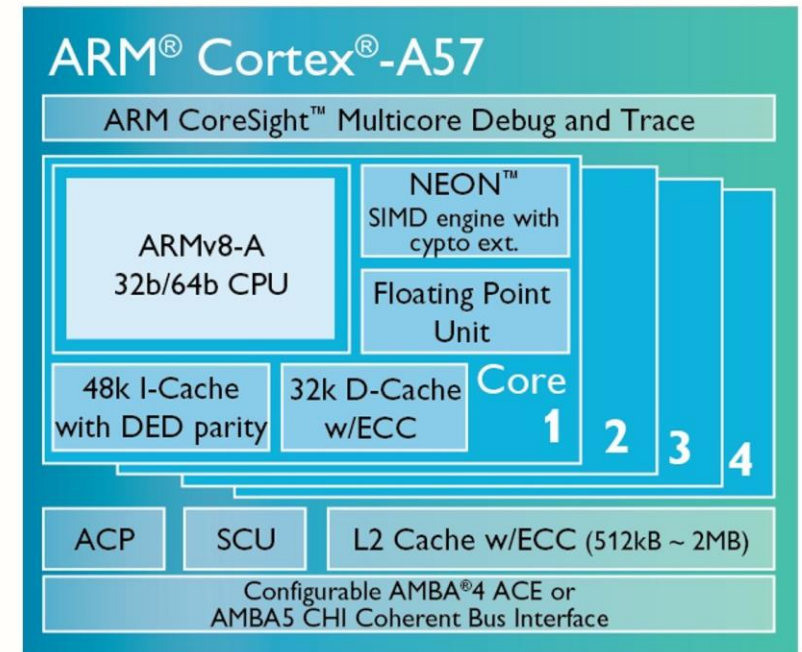 ARM® Cortex®-A57
ARM CoreSight™ Multicore Debug and Trace
ARMv8-A
32b/64b CPU
NEON™
SIMD engine with
cypto ext.
Floating Point
Unit
48k I-Cache
with DED parity
32k D-Cache
w/ECC
Core
1
2
3
4
ACP
SCU
L2 Cache w/ECC (512kB ~ 2MB)
Configurable AMBA®4 ACE or
AMBA5 CHI Coherent Bus Interface